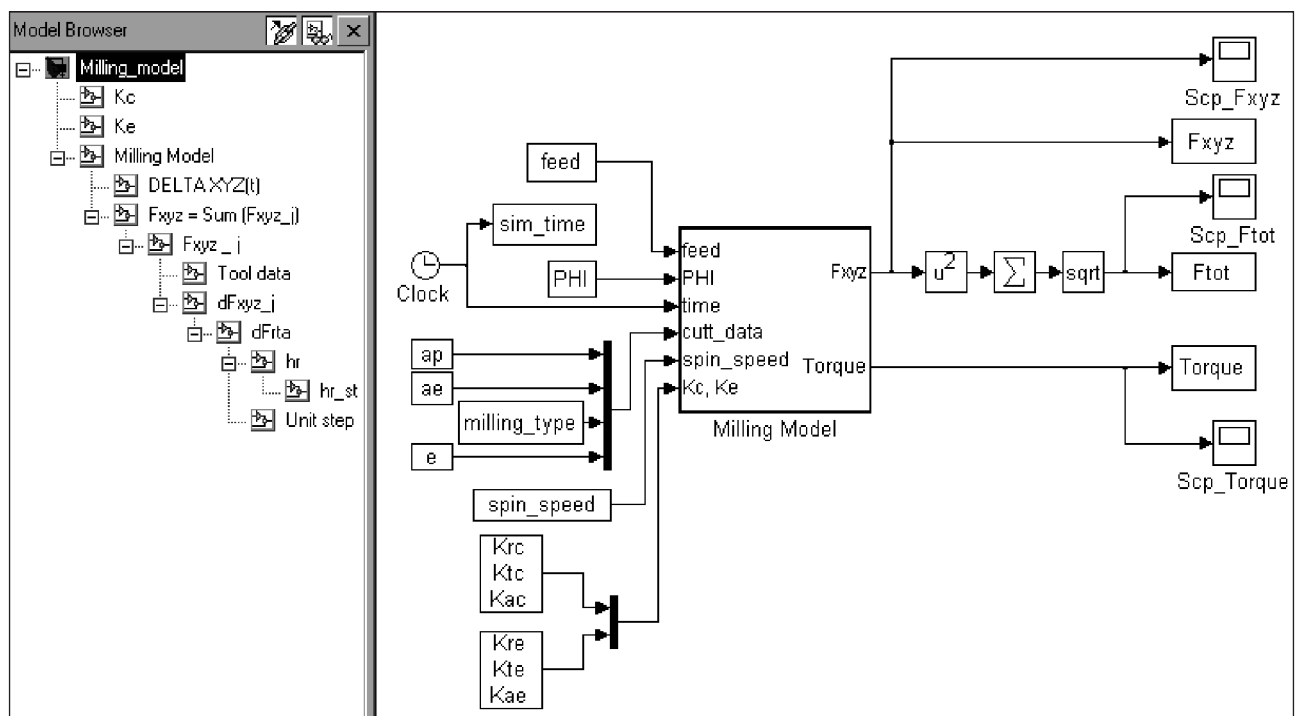 Model Browser
Milling_model
Kc
Ke
Milling Model
DELTA XYZ(t)
Fxyz = Sum (Fxyz_j)
Fxyz _ j
Tool data
dFxyz_j
dFrta
hr
hr_st
Unit step
Scp_Fxyz
Fxyz
Scp_Ftot
Ftot
feed
sim_time
Clock
PHI
feed
PHI
time
cutt_data
spin_speed
Kc, Ke
Fxyz
Torque
Milling Model
u2
Σ
sqrt
Torque
Scp_Torque
ap
ae
milling_type
e
spin_speed
Krc
Ktc
Kac
Kre
Kte
Kae